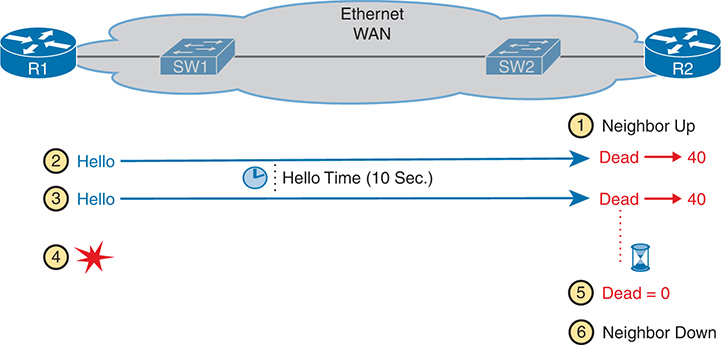 Ethernet
WAN
R1
SW1
SW2
R2
1 Neighbor Up
2 Hello Dead 40
Hello Time (10 Sec.)
3 Hello Dead 40
4
5 Dead = 0
6 Neighbor Down